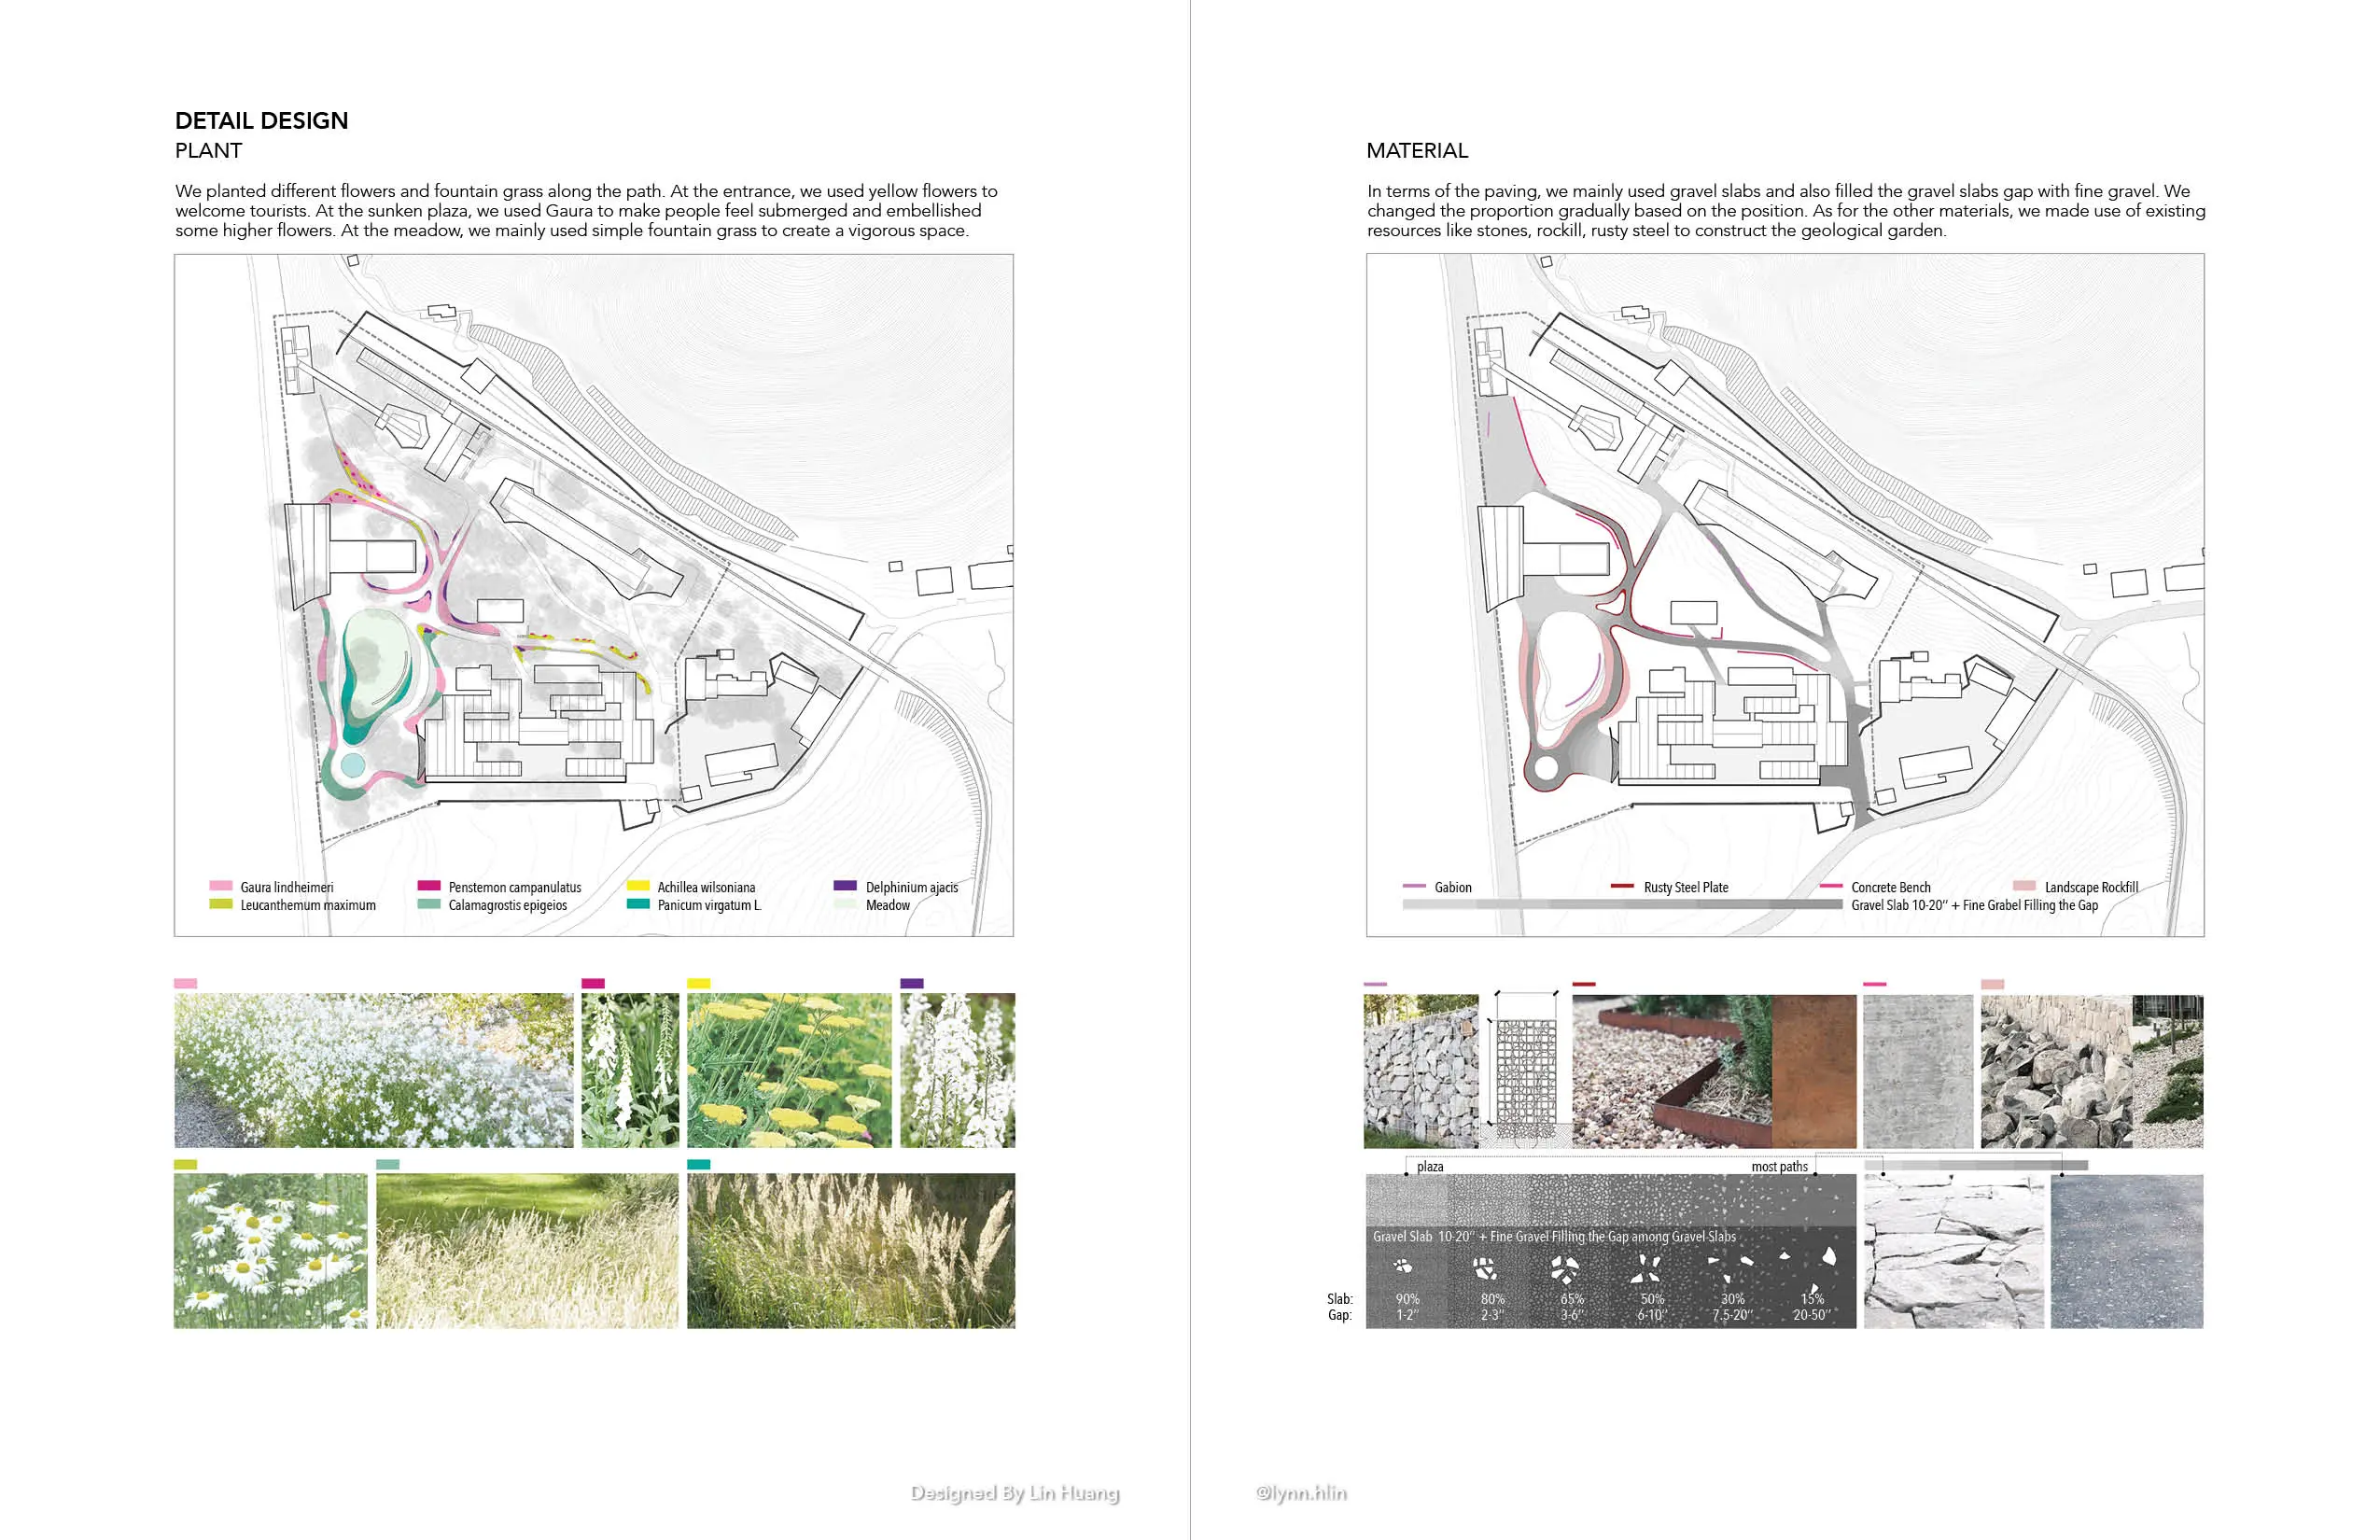 DETAIL DESIGN
PLANT
We planted different flowers and fountain grass along the path. At the entrance, we used yellow flowers to
welcome tourists. At the sunken plaza, we used Gaura to make people feel submerged and embellished
some higher flowers. At the meadow, we mainly used simple fountain grass to create a vigorous space.
Gaura lindheimeri
Penstemon campanulatus
Achillea wilsoniana
Delphinium ajacis
Leucanthemum maximum
Calamagrostis epigeios
Panicum virgatum L.
Meadow
MATERIAL
In terms of the paving, we mainly used gravel slabs and also filled the gravel slabs gap with fine gravel. We
changed the proportion gradually based on the position. As for the other materials, we made use of existing
resources like stones, rockill, rusty steel to construct the geological garden.
Gabion
Rusty Steel Plate
Concrete Bench
Landscape Rockfill
Gravel Slab 10-20’’ + Fine Grabel Filling the Gap
plaza
most paths
Gravel Slab 10-20’’ + Fine Gravel Filling the Gap among Gravel Slabs
Slab: 90% 80% 65% 50% 30% 15%
Gap: 1-2’’ 2-3’’ 3-6’’ 6-10’’ 7.5-20’’ 20-50’’
Designed By Lin Huang
@lynn.hlin